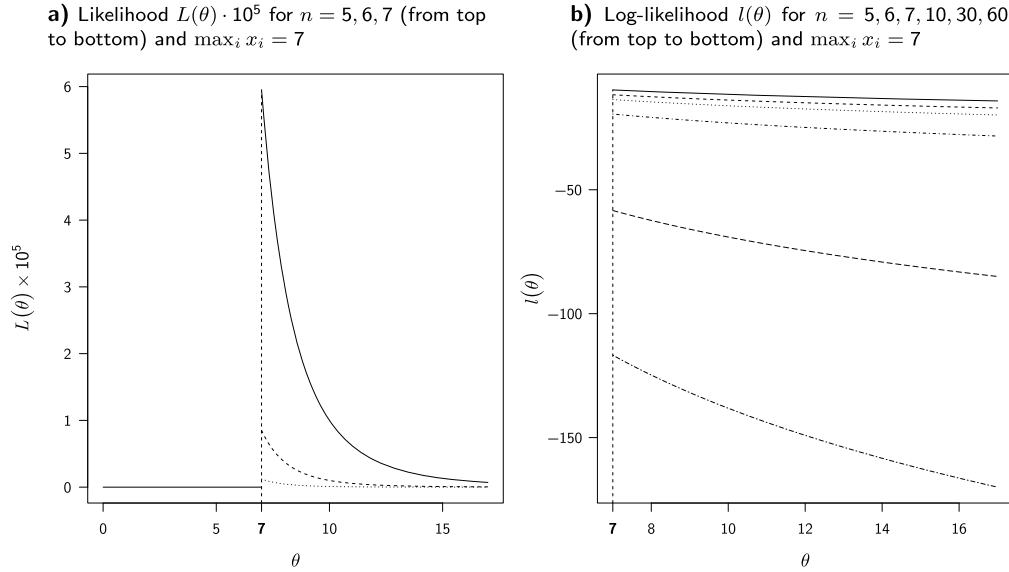 a) Likelihood L(θ) · 10⁵ for n = 5, 6, 7 (from top
to bottom) and maxᵢ xᵢ = 7
6
5
4
3
2
1
0
L(θ) × 10⁵
0 5 7 10 15
θ
b) Log-likelihood l(θ) for n = 5, 6, 7, 10, 30, 60
(from top to bottom) and maxᵢ xᵢ = 7
−50
−100
−150
l(θ)
7 8 10 12 14 16
θ